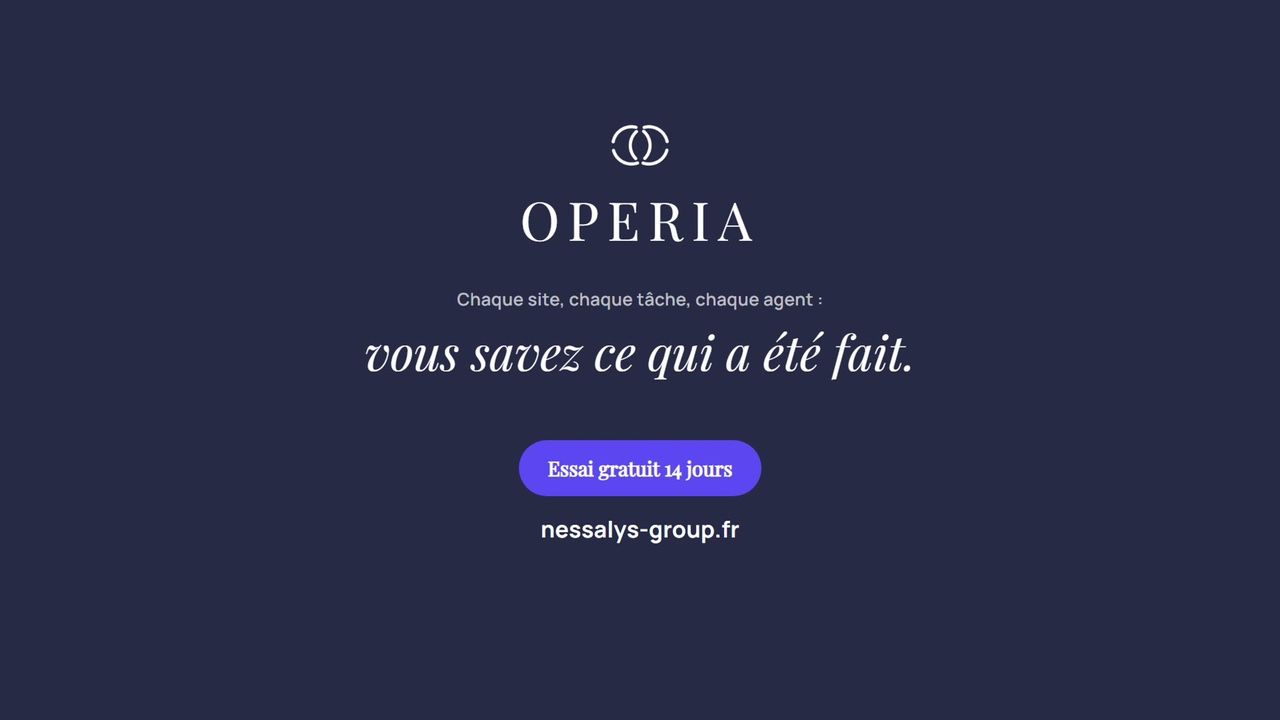 OPERIA
Chaque site, chaque tâche, chaque agent :
vous savez ce qui a été fait.
Essai gratuit 14 jours
nessalys-group.fr